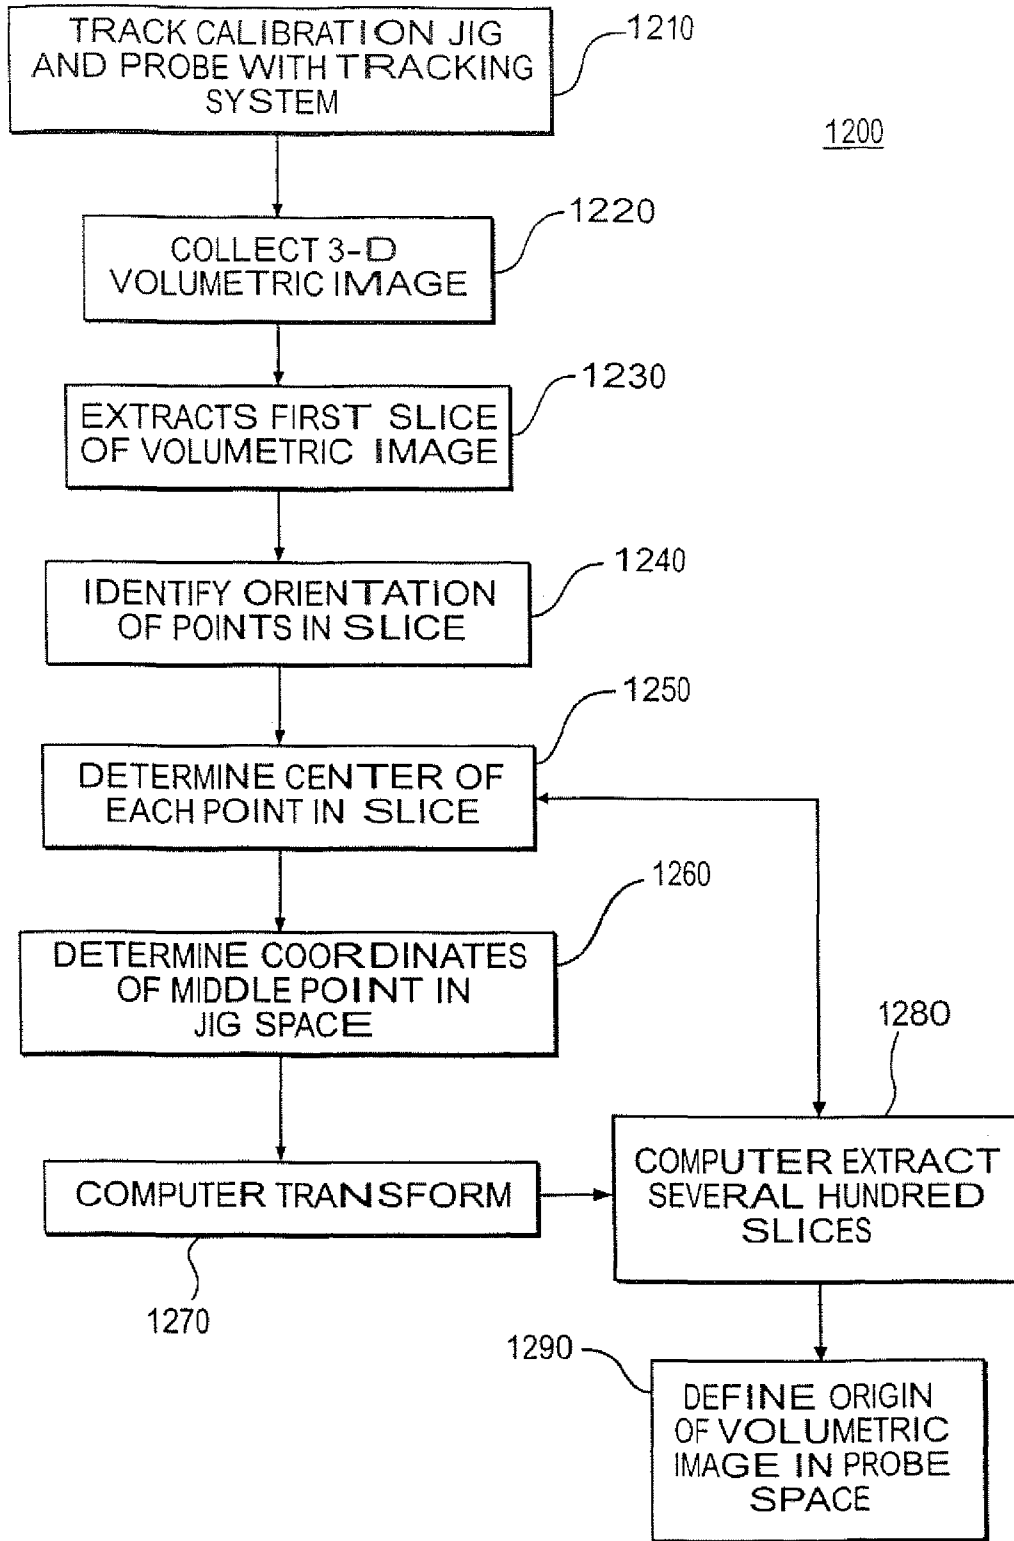 TRACK CALIBRATION JIG
AND PROBE WITH TRACKING
SYSTEM
1210
1200
COLLECT 3-D
VOLUMETRIC IMAGE
1220
EXTRACTS FIRST SLICE
OF VOLUMETRIC IMAGE
1230
IDENTIFY ORIENTATION
OF POINTS IN SLICE
1240
DETERMINE CENTER OF
EACH POINT IN SLICE
1250
DETERMINE COORDINATES
OF MIDDLE POINT IN
JIG SPACE
1260
COMPUTER TRANSFORM
1270
COMPUTER EXTRACT
SEVERAL HUNDRED
SLICES
1280
DEFINE ORIGIN
OF VOLUMETRIC
IMAGE IN PROBE
SPACE
1290